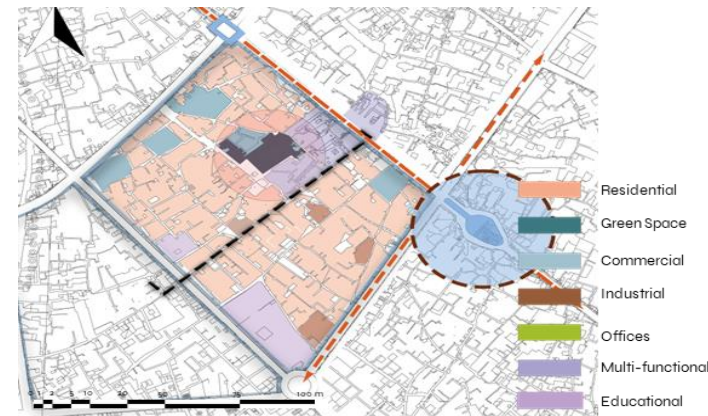 Residential
Green Space
Commercial
Industrial
Offices
Multi-functional
Educational
100 m